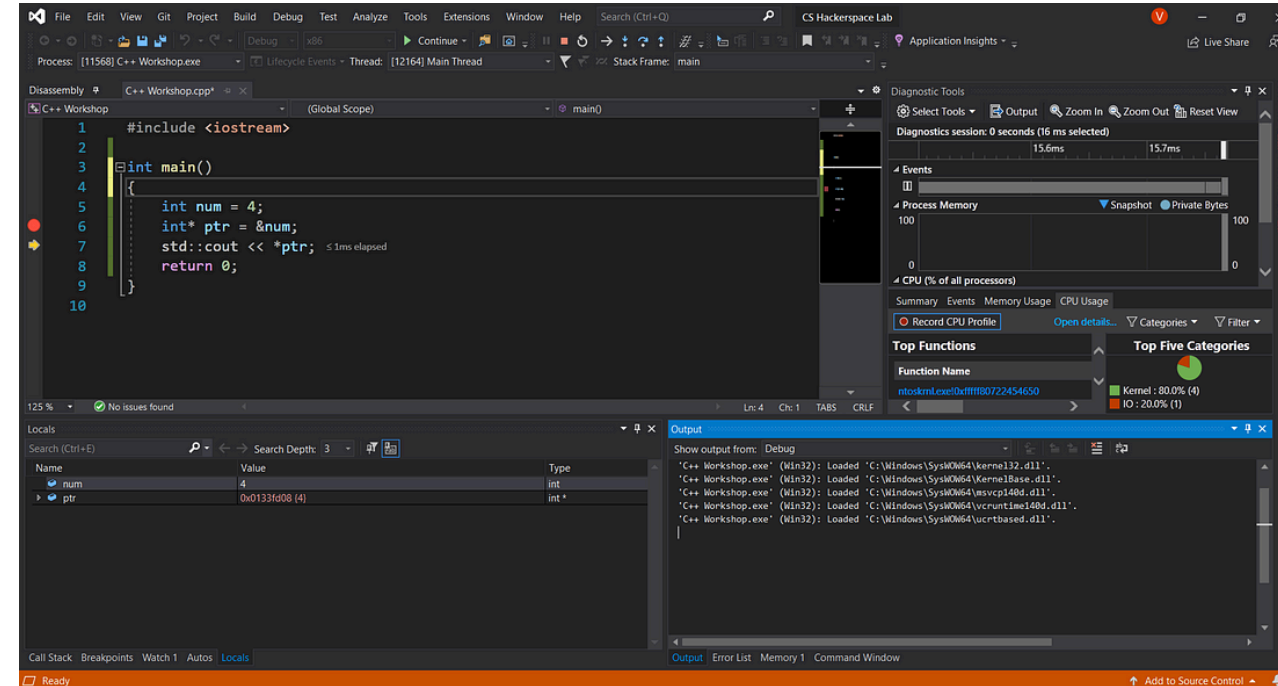 File Edit View Git Project Build Debug Test Analyze Tools Extensions Window Help Search (Ctrl+Q) CS Hackerspace Lab V
Debug x86 Continue Application Insights Live Share
Process: [11568] C++ Workshop.exe Lifecycle Events Thread: [12164] Main Thread Stack Frame: main
Disassembly C++ Workshop.cpp*
C++ Workshop (Global Scope) main()
1 #include <iostream>
2
3 int main()
4 {
5 int num = 4;
6 int* ptr = &num;
7 std::cout << *ptr; ≤1ms elapsed
8 return 0;
9 }
10
125 % No issues found Ln: 4 Ch: 1 TABS CRLF
Diagnostic Tools
Select Tools Output Zoom In Zoom Out Reset View
Diagnostics session: 0 seconds (16 ms selected)
15.6ms 15.7ms
Events
Process Memory Snapshot Private Bytes
100 100
0 0
CPU (% of all processors)
Summary Events Memory Usage CPU Usage
Record CPU Profile Open details... Categories Filter
Top Functions Top Five Categories
Function Name
ntoskrnl.exe!0xfffff80722454650
Kernel : 80.0% (4)
IO : 20.0% (1)
Locals
Search (Ctrl+E) Search Depth: 3
Name Value Type
num 4 int
ptr 0x0133fd08 {4} int *
Call Stack Breakpoints Watch 1 Autos Locals
Output
Show output from: Debug
'C++ Workshop.exe' (Win32): Loaded 'C:\Windows\SysWOW64\kernel32.dll'.
'C++ Workshop.exe' (Win32): Loaded 'C:\Windows\SysWOW64\KernelBase.dll'.
'C++ Workshop.exe' (Win32): Loaded 'C:\Windows\SysWOW64\msvcp140d.dll'.
'C++ Workshop.exe' (Win32): Loaded 'C:\Windows\SysWOW64\vcruntime140d.dll'.
'C++ Workshop.exe' (Win32): Loaded 'C:\Windows\SysWOW64\ucrtbased.dll'.
Output Error List Memory 1 Command Window
Ready Add to Source Control